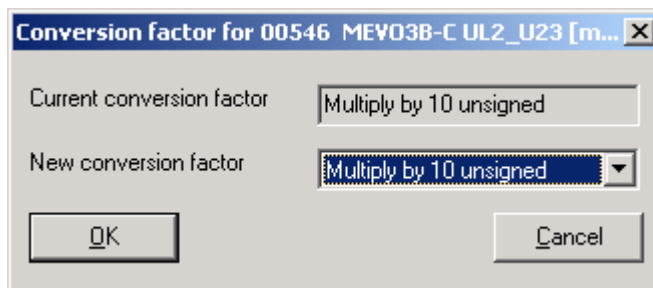 Conversion factor for 00546 MEVO3B-C UL2_U23 [m...
Current conversion factor Multiply by 10 unsigned
New conversion factor Multiply by 10 unsigned
OK Cancel